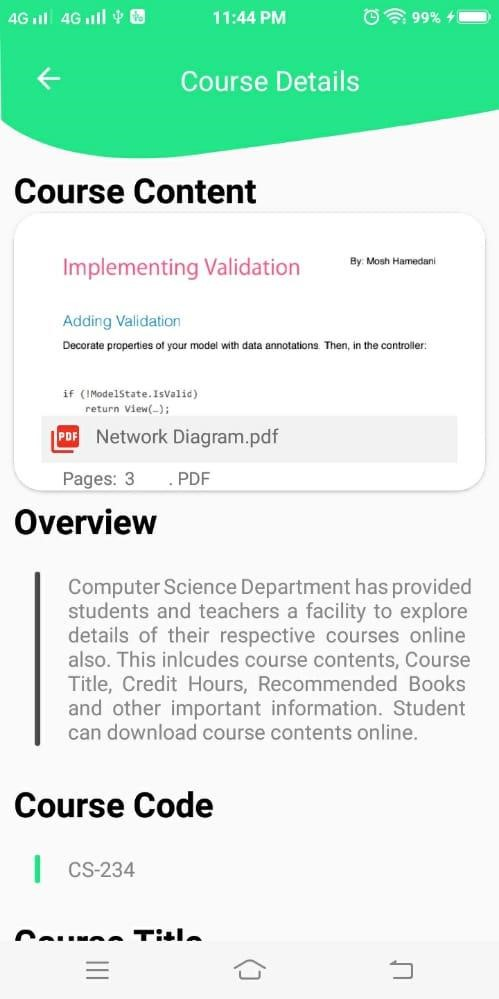 4G 4G 11:44 PM 99%
Course Details
Course Content
Implementing Validation
By: Mosh Hamedani
Adding Validation
Decorate properties of your model with data annotations. Then, in the controller:
if (!ModelState.IsValid)
return View(…);
PDF Network Diagram.pdf
Pages: 3 . PDF
Overview
Computer Science Department has provided
students and teachers a facility to explore
details of their respective courses online
also. This inlcudes course contents, Course
Title, Credit Hours, Recommended Books
and other important information. Student
can download course contents online.
Course Code
CS-234
Course Title